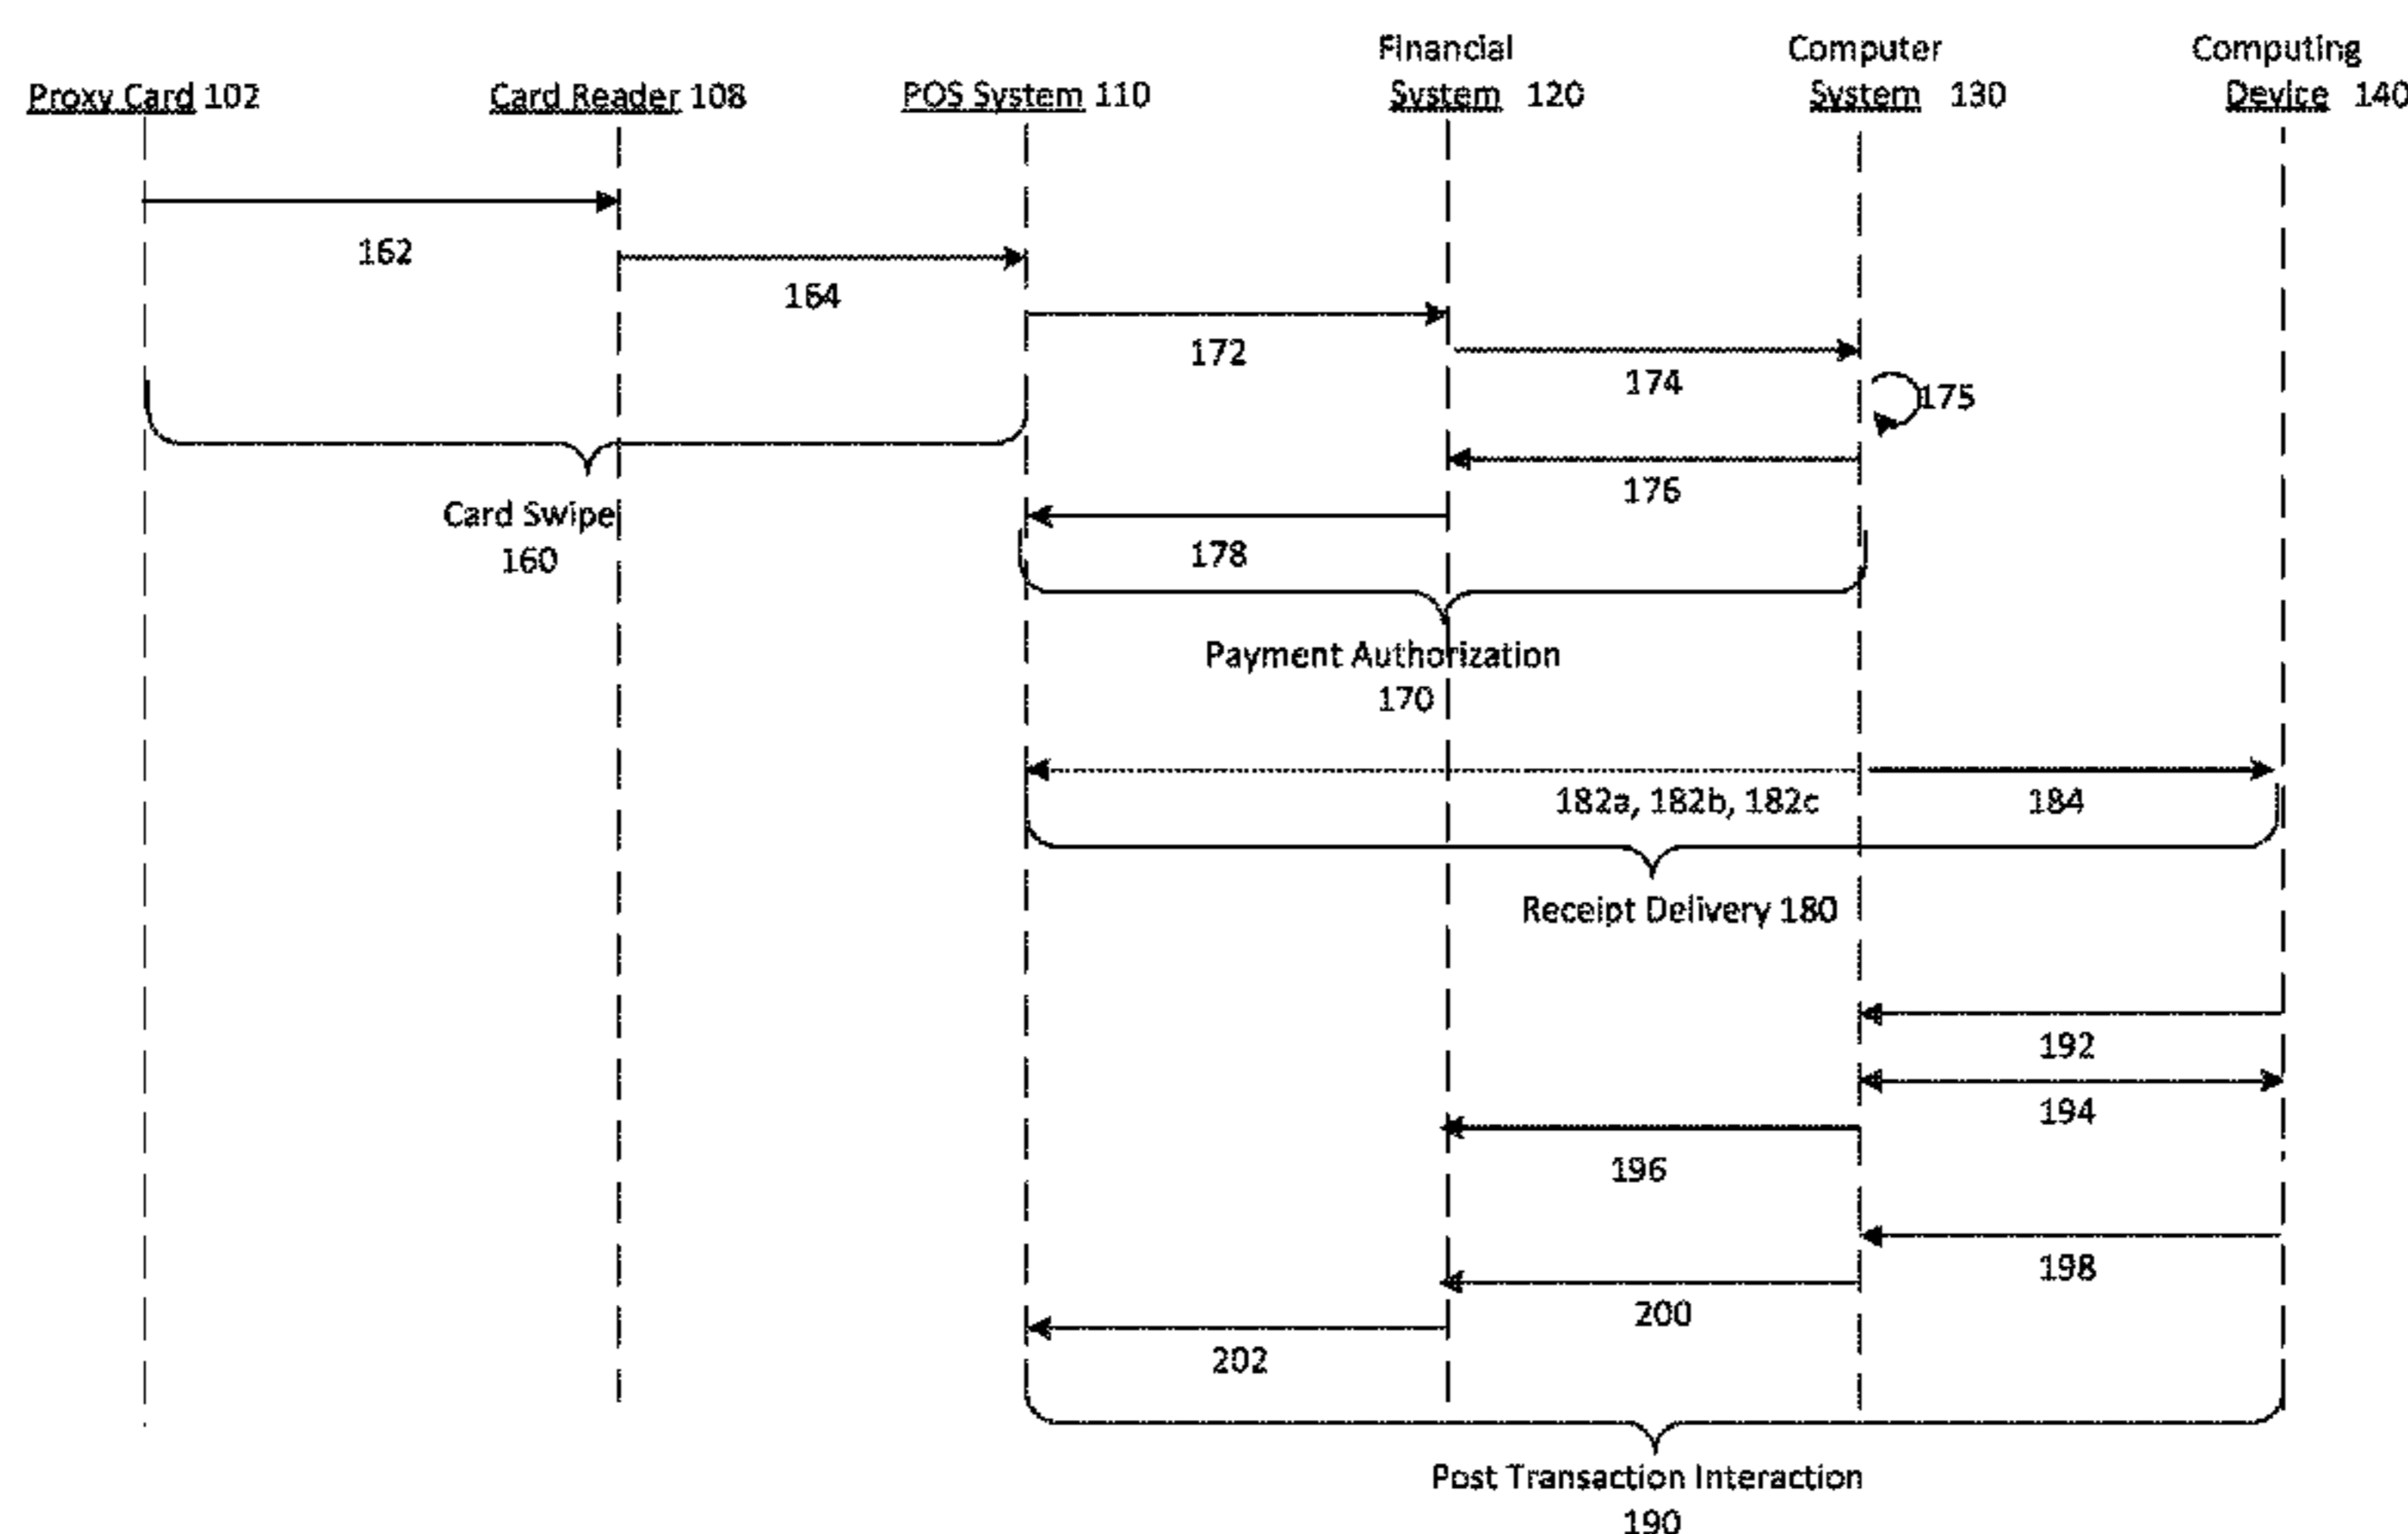 Financial Computer Computing
Proxy Card 102 Card Reader 108 POS System 110 System 120 System 130 Device 140
162
164
172
174
175
176
Card Swipe
160
178
Payment Authorization
170
182a, 182b, 182c 184
Receipt Delivery 180
192
194
196
198
200
202
Post Transaction Interaction
190